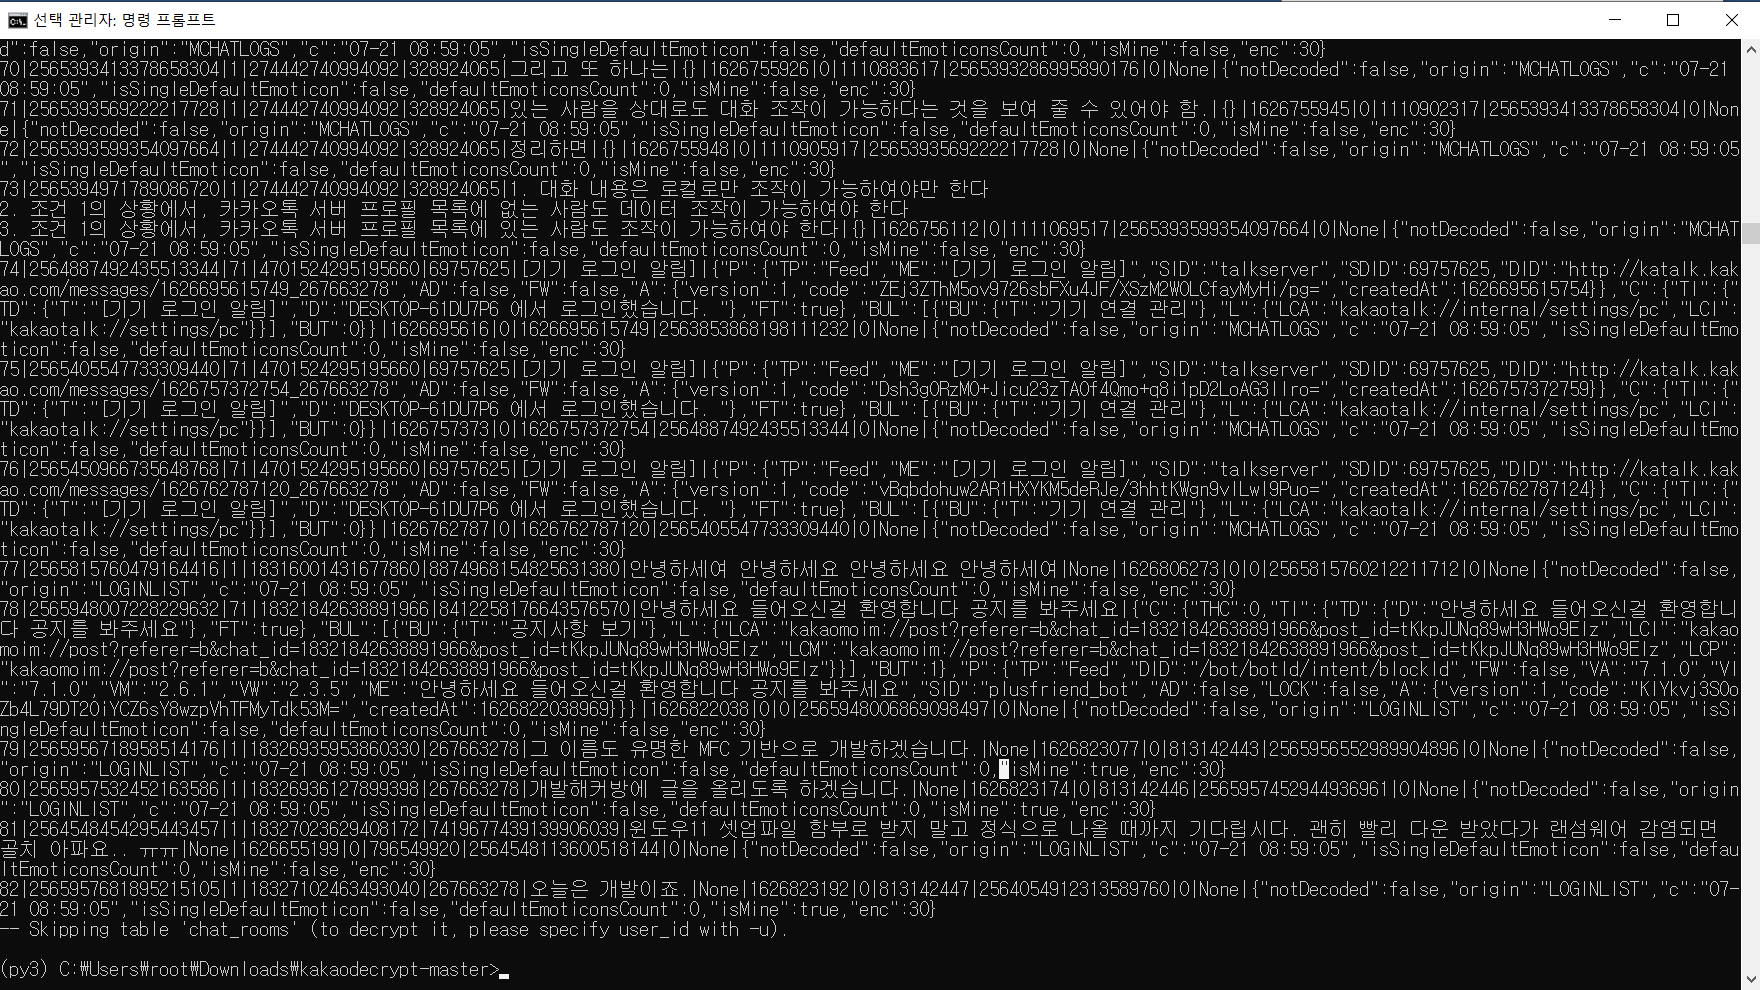 선택 관리자: 명령 프롬프트
d":false,"origin":"MCHATLOGS","c":"07-21 08:59:05","isSingleDefaultEmoticon":false,"defaultEmoticonsCount":0,"isMine":false,"enc":30}
70|2565393413378658304|1|274442740994092|328924065|그리고 또 하나는|{}|1626755926|0|1110883617|2565393286995890176|0|None|{"notDecoded":false,"origin":"MCHATLOGS","c":"07-21
08:59:05","isSingleDefaultEmoticon":false,"defaultEmoticonsCount":0,"isMine":false,"enc":30}
71|2565393569222217728|1|274442740994092|328924065|있는 사람을 상대로도 대화 조작이 가능하다는 것을 보여 줄 수 있어야 함.|{}|1626755945|0|1110902317|2565393413378658304|0|Non
e|{"notDecoded":false,"origin":"MCHATLOGS","c":"07-21 08:59:05","isSingleDefaultEmoticon":false,"defaultEmoticonsCount":0,"isMine":false,"enc":30}
72|2565393599354097664|1|274442740994092|328924065|정리하면|{}|1626755948|0|1110905917|2565393569222217728|0|None|{"notDecoded":false,"origin":"MCHATLOGS","c":"07-21 08:59:05
","isSingleDefaultEmoticon":false,"defaultEmoticonsCount":0,"isMine":false,"enc":30}
73|2565394971789086720|1|274442740994092|328924065|1. 대화 내용은 로컬로만 조작이 가능하여야만 한다
2. 조건 1의 상황에서, 카카오톡 서버 프로필 목록에 없는 사람도 데이터 조작이 가능하여야 한다
3. 조건 1의 상황에서, 카카오톡 서버 프로필 목록에 있는 사람도 조작이 가능하여야 한다|{}|1626756112|0|1111069517|2565393599354097664|0|None|{"notDecoded":false,"origin":"MCHAT
LOGS","c":"07-21 08:59:05","isSingleDefaultEmoticon":false,"defaultEmoticonsCount":0,"isMine":false,"enc":30}
74|2564887492435513344|71|4701524295195660|69757625|[기기 로그인 알림]|{"P":{"TP":"Feed","ME":"[기기 로그인 알림]","SID":"talkserver","SDID":69757625,"DID":"http://katalk.kak
ao.com/messages/1626695615749_267663278","AD":false,"FW":false,"A":{"version":1,"code":"ZEj3ZThM5ov9726sbFXu4JF/XSzM2WOLCfayMyHi/pg=","createdAt":1626695615754}},"C":{"TI":{"
TD":{"T":"[기기 로그인 알림]","D":"DESKTOP-61DU7P6 에서 로그인했습니다. "},"FT":true},"BUL":[{"BU":{"T":"기기 연결 관리"},"L":{"LCA":"kakaotalk://internal/settings/pc","LCI":
"kakaotalk://settings/pc"}}],"BUT":0}}|1626695616|0|1626695615749|2563853868198111232|0|None|{"notDecoded":false,"origin":"MCHATLOGS","c":"07-21 08:59:05","isSingleDefaultEmo
ticon":false,"defaultEmoticonsCount":0,"isMine":false,"enc":30}
75|2565405547733309440|71|4701524295195660|69757625|[기기 로그인 알림]|{"P":{"TP":"Feed","ME":"[기기 로그인 알림]","SID":"talkserver","SDID":69757625,"DID":"http://katalk.kak
ao.com/messages/1626757372754_267663278","AD":false,"FW":false,"A":{"version":1,"code":"Dsh3gORzMO+Jicu23zTAOf4Qmo+q8i1pD2LoAG3lIro=","createdAt":1626757372759}},"C":{"TI":{"
TD":{"T":"[기기 로그인 알림]","D":"DESKTOP-61DU7P6 에서 로그인했습니다. "},"FT":true},"BUL":[{"BU":{"T":"기기 연결 관리"},"L":{"LCA":"kakaotalk://internal/settings/pc","LCI":
"kakaotalk://settings/pc"}}],"BUT":0}}|1626757373|0|1626757372754|2564887492435513344|0|None|{"notDecoded":false,"origin":"MCHATLOGS","c":"07-21 08:59:05","isSingleDefaultEmo
ticon":false,"defaultEmoticonsCount":0,"isMine":false,"enc":30}
76|2565450966735648768|71|4701524295195660|69757625|[기기 로그인 알림]|{"P":{"TP":"Feed","ME":"[기기 로그인 알림]","SID":"talkserver","SDID":69757625,"DID":"http://katalk.kak
ao.com/messages/1626762787120_267663278","AD":false,"FW":false,"A":{"version":1,"code":"vBqbdohuw2AR1HXYKM5deRJe/3hhtKWgn9vILwI9Puo=","createdAt":1626762787124}},"C":{"TI":{"
TD":{"T":"[기기 로그인 알림]","D":"DESKTOP-61DU7P6 에서 로그인했습니다. "},"FT":true},"BUL":[{"BU":{"T":"기기 연결 관리"},"L":{"LCA":"kakaotalk://internal/settings/pc","LCI":
"kakaotalk://settings/pc"}}],"BUT":0}}|1626762787|0|1626762787120|2565405547733309440|0|None|{"notDecoded":false,"origin":"MCHATLOGS","c":"07-21 08:59:05","isSingleDefaultEmo
ticon":false,"defaultEmoticonsCount":0,"isMine":false,"enc":30}
77|2565815760479164416|1|18316001431677860|8874968154825631380|안녕하세여 안녕하세요 안녕하세요 안녕하세여|None|1626806273|0|0|2565815760212211712|0|None|{"notDecoded":false,
"origin":"LOGINLIST","c":"07-21 08:59:05","isSingleDefaultEmoticon":false,"defaultEmoticonsCount":0,"isMine":false,"enc":30}
78|2565948007228229632|71|18321842638891966|8412258176643576570|안녕하세요 들어오신걸 환영합니다 공지를 봐주세요|{"C":{"THC":0,"TI":{"TD":{"D":"안녕하세요 들어오신걸 환영합니
다 공지를 봐주세요"},"FT":true},"BUL":[{"BU":{"T":"공지사항 보기"},"L":{"LCA":"kakaomoim://post?referer=b&chat_id=18321842638891966&post_id=tKkpJUNq89wH3HWo9EIz","LCI":"kakao
moim://post?referer=b&chat_id=18321842638891966&post_id=tKkpJUNq89wH3HWo9EIz","LCM":"kakaomoim://post?referer=b&chat_id=18321842638891966&post_id=tKkpJUNq89wH3HWo9EIz","LCP":
"kakaomoim://post?referer=b&chat_id=18321842638891966&post_id=tKkpJUNq89wH3HWo9EIz"}}],"BUT":1},"P":{"TP":"Feed","DID":"/bot/botId/intent/blockId","FW":false,"VA":"7.1.0","VI
":"7.1.0","VM":"2.6.1","VW":"2.3.5","ME":"안녕하세요 들어오신걸 환영합니다 공지를 봐주세요","SID":"plusfriend_bot","AD":false,"LOCK":false,"A":{"version":1,"code":"KIYkvj3SOo
Zb4L79DT2OiYCZ6sY8wzpVhTFMyTdk53M=","createdAt":1626822038969}}}|1626822038|0|0|2565948006869098497|0|None|{"notDecoded":false,"origin":"LOGINLIST","c":"07-21 08:59:05","isSi
ngleDefaultEmoticon":false,"defaultEmoticonsCount":0,"isMine":false,"enc":30}
79|2565956718958514176|1|18326935953860330|267663278|그 이름도 유명한 MFC 기반으로 개발하겠습니다.|None|1626823077|0|813142443|2565956552989904896|0|None|{"notDecoded":false,
"origin":"LOGINLIST","c":"07-21 08:59:05","isSingleDefaultEmoticon":false,"defaultEmoticonsCount":0,"isMine":true,"enc":30}
80|2565957532452163586|1|18326936127899398|267663278|개발해커방에 글을 올리도록 하겠습니다.|None|1626823174|0|813142446|2565957452944936961|0|None|{"notDecoded":false,"origin
":"LOGINLIST","c":"07-21 08:59:05","isSingleDefaultEmoticon":false,"defaultEmoticonsCount":0,"isMine":true,"enc":30}
81|2564548454295443457|1|18327023629408172|7419677439139906039|윈도우11 셋업파일 함부로 받지 말고 정식으로 나올 때까지 기다립시다. 괜히 빨리 다운 받았다가 랜섬웨어 감염되면
골치 아파요.. ㅠㅠ|None|1626655199|0|796549920|2564548113600518144|0|None|{"notDecoded":false,"origin":"LOGINLIST","c":"07-21 08:59:05","isSingleDefaultEmoticon":false,"defau
ltEmoticonsCount":0,"isMine":false,"enc":30}
82|2565957681895215105|1|18327102463493040|267663278|오늘은 개발이죠.|None|1626823192|0|813142447|2564054912313589760|0|None|{"notDecoded":false,"origin":"LOGINLIST","c":"07-
21 08:59:05","isSingleDefaultEmoticon":false,"defaultEmoticonsCount":0,"isMine":true,"enc":30}
-- Skipping table 'chat_rooms' (to decrypt it, please specify user_id with -u).
(py3) C:₩Users₩root₩Downloads₩kakaodecrypt-master>